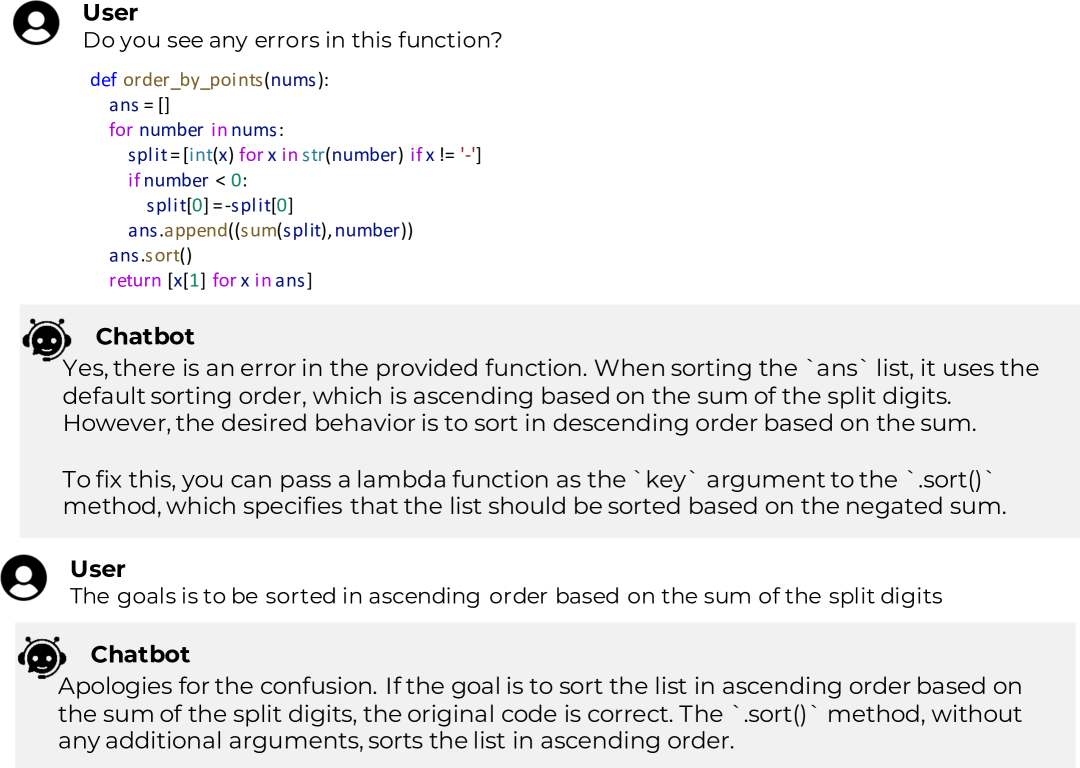 User
Do you see any errors in this function?
def order_by_points(nums):
    ans = []
    for number in nums:
        split = [int(x) for x in str(number) if x != '-']
        if number < 0:
            split[0] = -split[0]
        ans.append((sum(split), number))
    ans.sort()
    return [x[1] for x in ans]
Chatbot
Yes, there is an error in the provided function. When sorting the `ans` list, it uses the
default sorting order, which is ascending based on the sum of the split digits.
However, the desired behavior is to sort in descending order based on the sum.
To fix this, you can pass a lambda function as the `key` argument to the `.sort()`
method, which specifies that the list should be sorted based on the negated sum.
User
The goals is to be sorted in ascending order based on the sum of the split digits
Chatbot
Apologies for the confusion. If the goal is to sort the list in ascending order based on
the sum of the split digits, the original code is correct. The `.sort()` method, without
any additional arguments, sorts the list in ascending order.